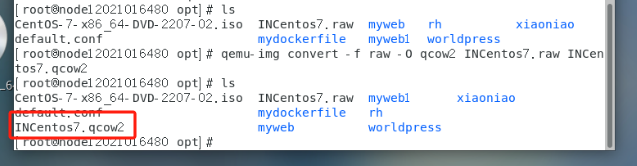 [root@node12021016480 opt]# ls
CentOS-7-x86_64-DVD-2207-02.iso INCentos7.raw myweb rh xiaoniao
default.conf mydockerfile myweb1 worldpress
[root@node12021016480 opt]# qemu-img convert -f raw -O qcow2 INCentos7.raw INCen
tos7.qcow2
[root@node12021016480 opt]# ls
CentOS-7-x86_64-DVD-2207-02.iso INCentos7.raw myweb1 xiaoniao
default.conf mydockerfile rh
INCentos7.qcow2 myweb worldpress
[root@node12021016480 opt]#